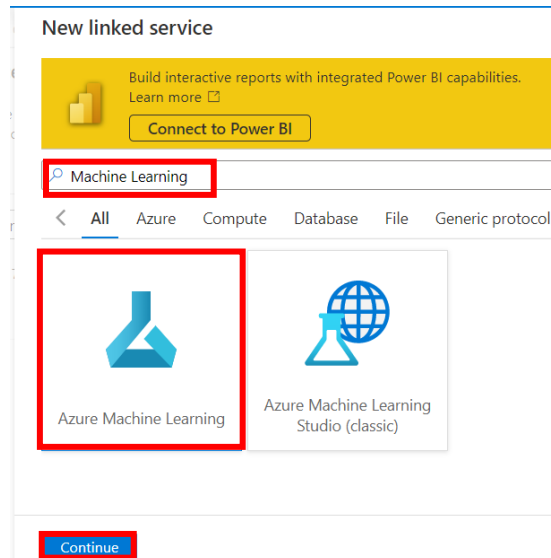 New linked service
Build interactive reports with integrated Power BI capabilities.
Learn more
Connect to Power BI
Machine Learning
All Azure Compute Database File Generic protocol
Azure Machine Learning
Azure Machine Learning
Studio (classic)
Continue